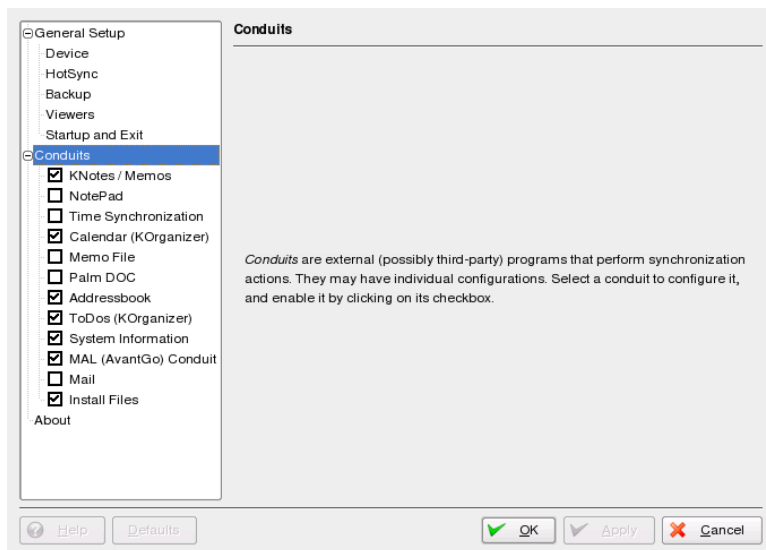 General Setup
Device
HotSync
Backup
Viewers
Startup and Exit
Conduits
KNotes / Memos
NotePad
Time Synchronization
Calendar (KOrganizer)
Memo File
Palm DOC
Addressbook
ToDos (KOrganizer)
System Information
MAL (AvantGo) Conduit
Mail
Install Files
About
Conduits
Conduits are external (possibly third-party) programs that perform synchronization
actions. They may have individual configurations. Select a conduit to configure it,
and enable it by clicking on its checkbox.
Help
Defaults
OK
Apply
Cancel